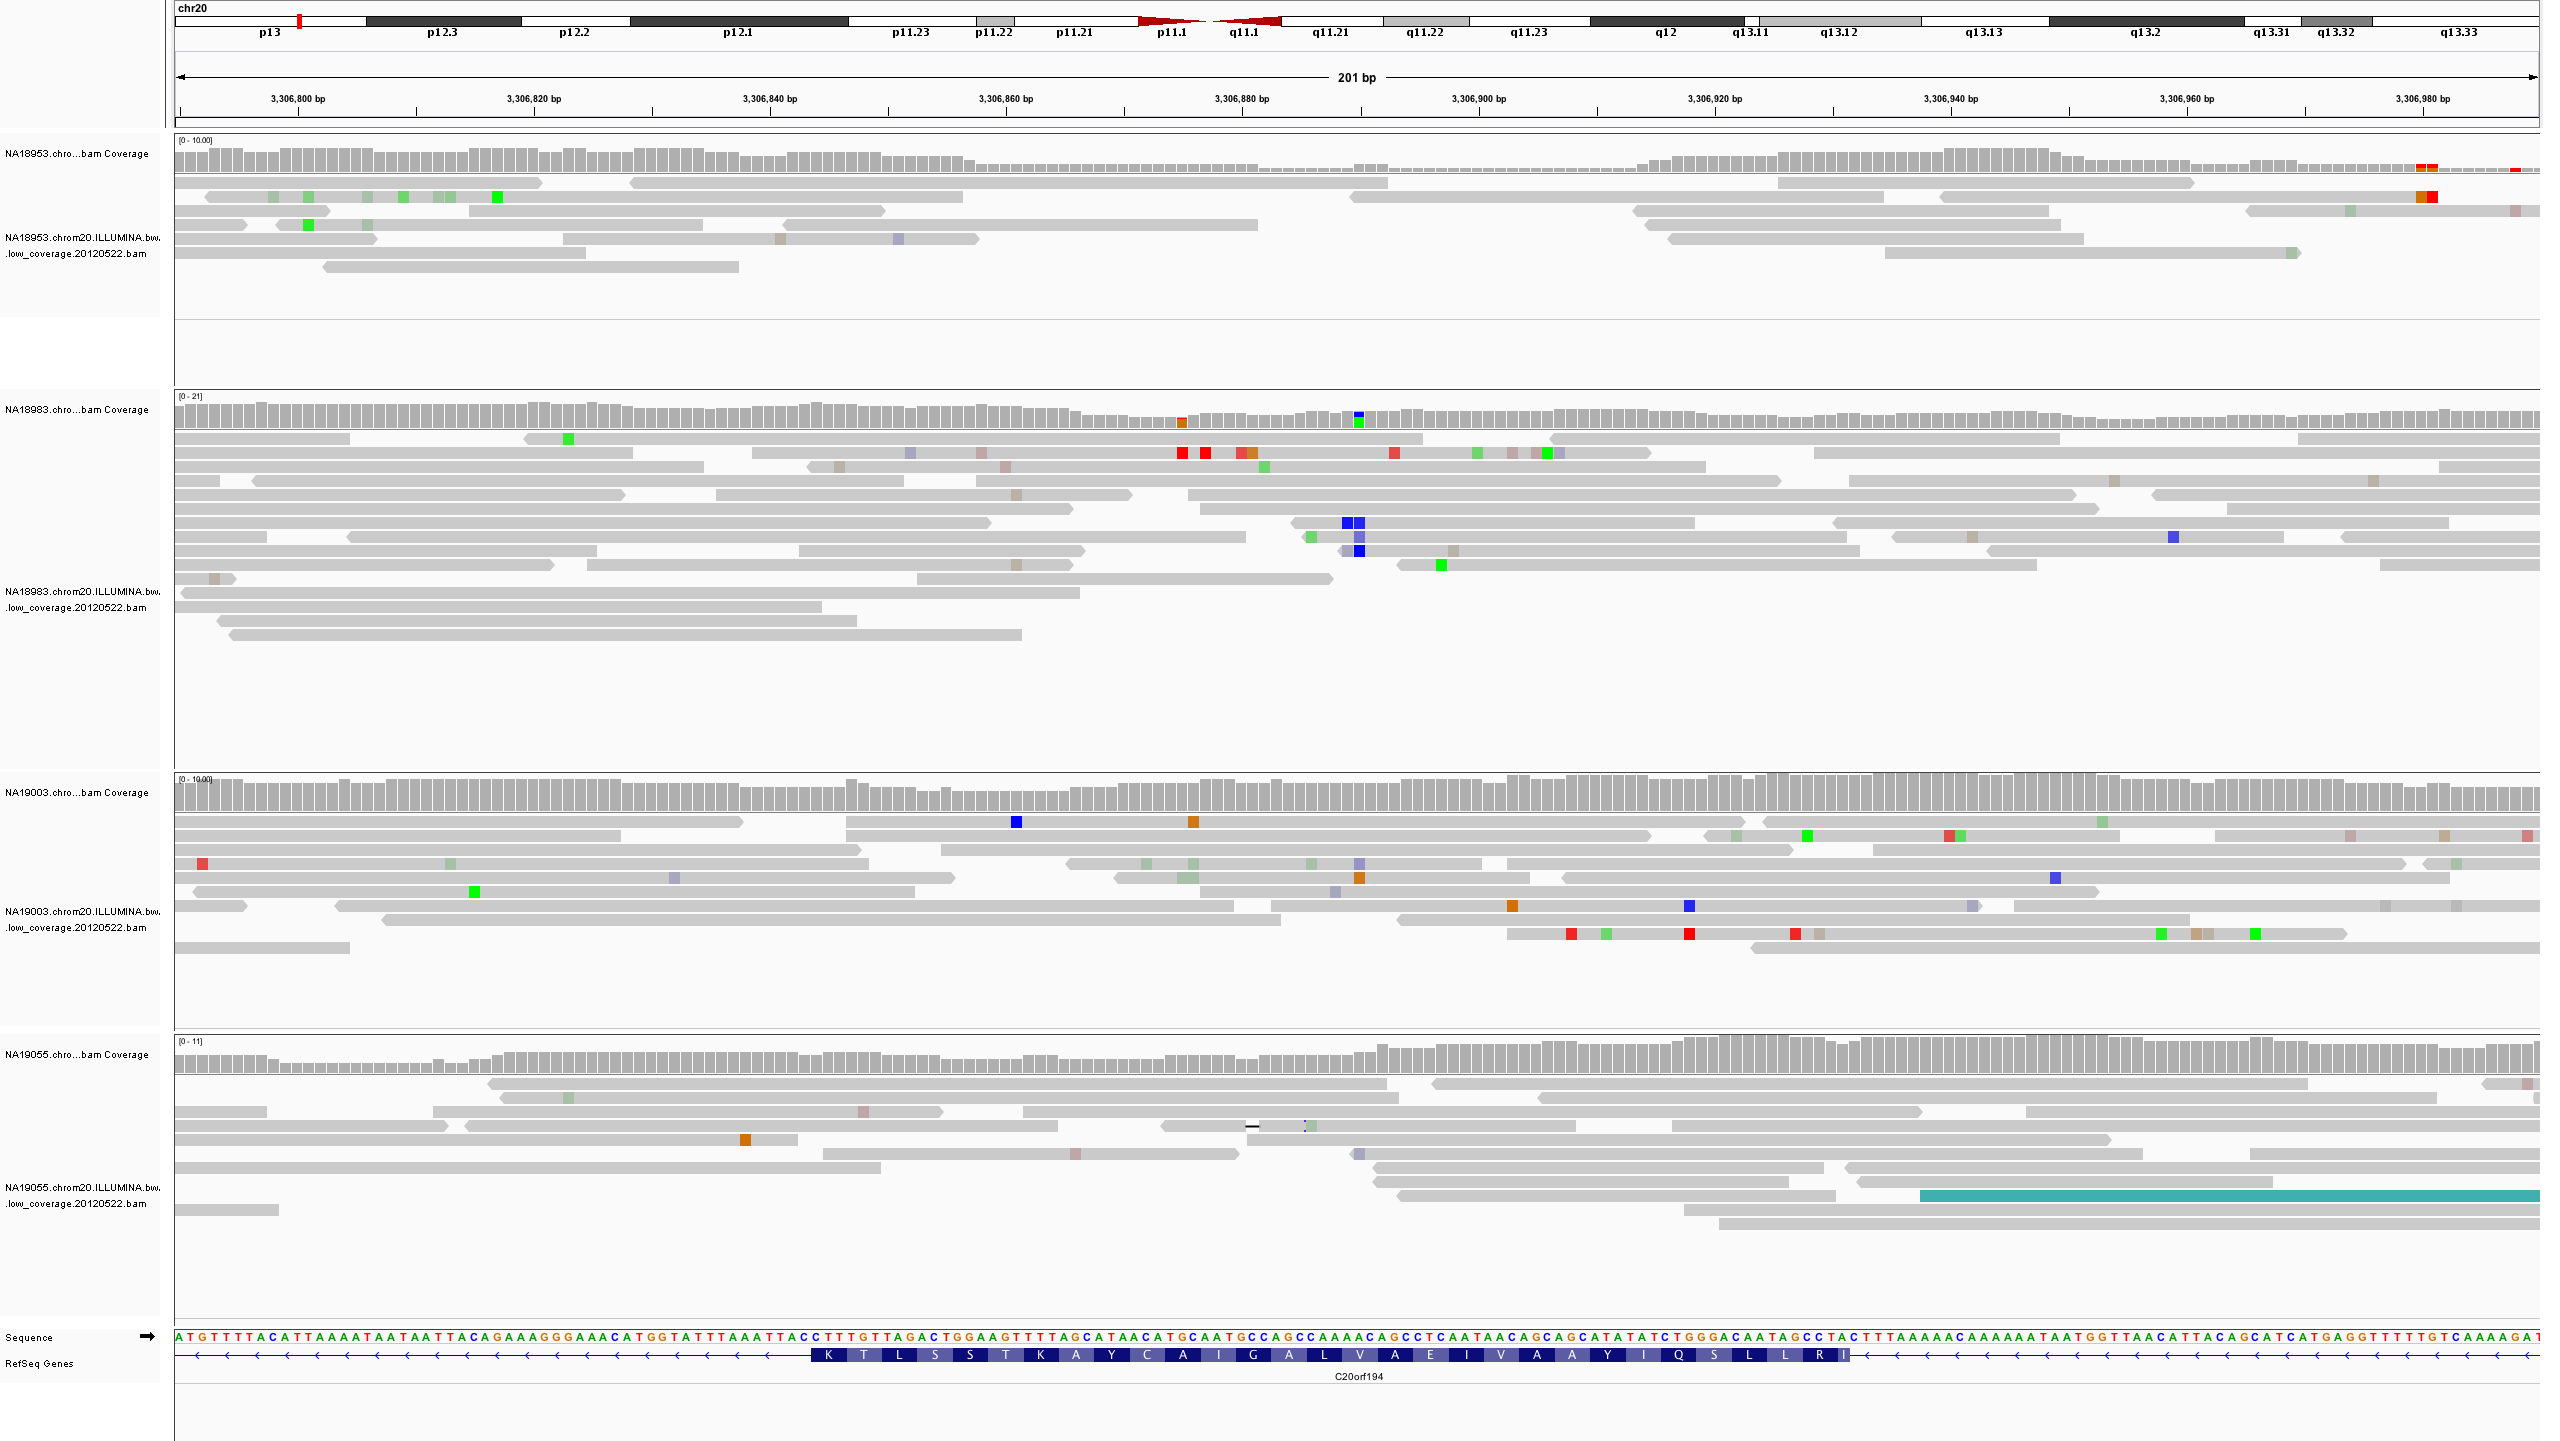 chr20
p13 p12.3 p12.2 p12.1 p11.23 p11.22 p11.21 p11.1 q11.1 q11.21 q11.22 q11.23 q12 q13.11 q13.12 q13.13 q13.2 q13.31 q13.32 q13.33
201 bp
3,306,800 bp 3,306,820 bp 3,306,840 bp 3,306,860 bp 3,306,880 bp 3,306,900 bp 3,306,920 bp 3,306,940 bp 3,306,960 bp 3,306,980 bp
[0 - 10.00]
NA18953.chro...bam Coverage
NA18953.chrom20.ILLUMINA.bw.
.low_coverage.20120522.bam
[0 - 21]
NA18983.chro...bam Coverage
NA18983.chrom20.ILLUMINA.bw.
.low_coverage.20120522.bam
[0 - 10.00]
NA19003.chro...bam Coverage
NA19003.chrom20.ILLUMINA.bw.
.low_coverage.20120522.bam
[0 - 11]
NA19055.chro...bam Coverage
NA19055.chrom20.ILLUMINA.bw.
.low_coverage.20120522.bam
Sequence ATGTTTTACATTAAAATAATAATTACAGAAAGGGAAACATGGTATTTAAATTACCTTTGTTAGACTGGAAGTTTTAGCATAACATGCAATGCCAGCCAAAACAGCCTCAATAACAGCAGCATATATCTGGGACAATAGCCTACTTTAAAAACAAAAAATAATGGTTAACATTACAGCATCATGAGGTTTTTGTCAAAAGAT
RefSeq Genes K T L S S T K A Y C A I G A L V A E I V A A Y I Q S L L R I
C20orf194